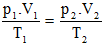 p₁.V₁ / T₁ = p₂.V₂ / T₂